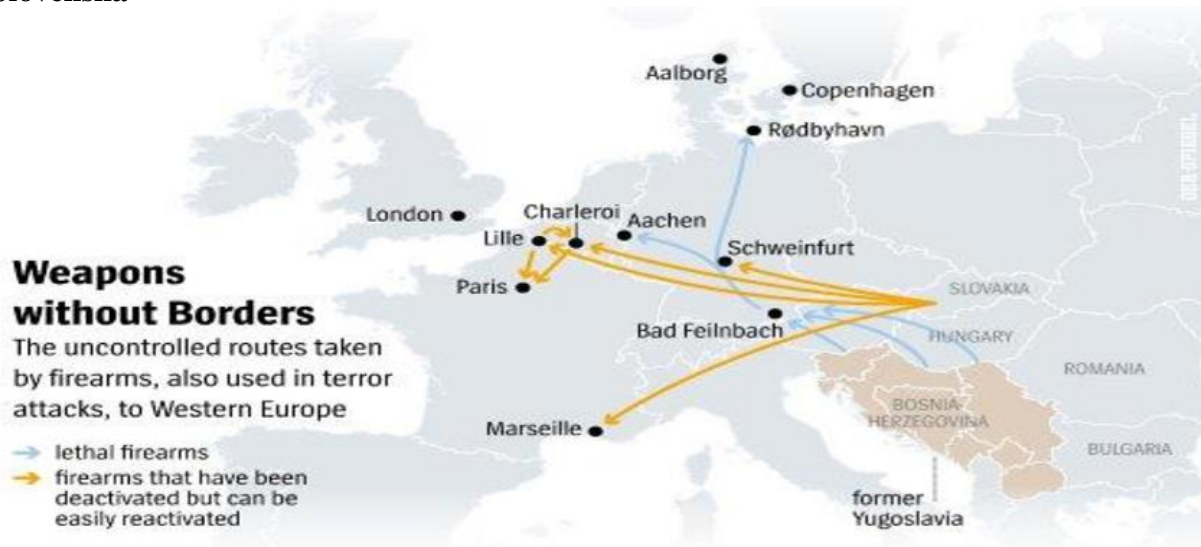 Aalborg
Copenhagen
Rødbyhavn
London
Charleroi
Aachen
Lille
Schweinfurt
Paris
SLOVAKIA
Bad Feilnbach
HUNGARY
ROMANIA
BOSNIA-
HERZEGOVINA
Marseille
BULGARIA
former
Yugoslavia
Weapons
without Borders
The uncontrolled routes taken
by firearms, also used in terror
attacks, to Western Europe
lethal firearms
firearms that have been
deactivated but can be
easily reactivated